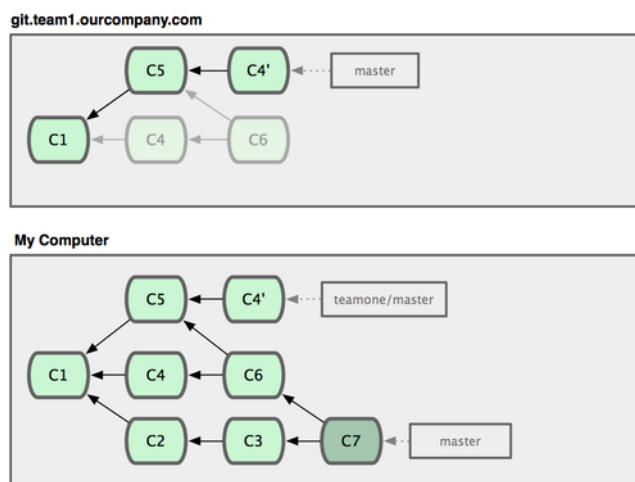 git.team1.ourcompany.com
C5 C4' master
C1 C4 C6
My Computer
C5 C4' teamone/master
C1 C4 C6
C2 C3 C7 master